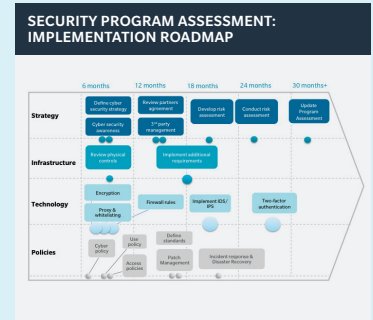 SECURITY PROGRAM ASSESSMENT:
IMPLEMENTATION ROADMAP
6 months
12 months
18 months
24 months
30 months+
Strategy
Define cyber
security strategy
Review partners
agreement
Develop risk
assessment
Conduct risk
assessment
Update
Program
Assessment
Cyber security
awareness
3rd party
management
Infrastructure
Review physical
controls
Implement additional
requirements
Technology
Encryption
Proxy &
whitelisting
Firewall rules
Implement IDS/
IPS
Two-factor
authentication
Policies
Cyber
policy
Use
policy
Access
policies
Define
standards
Patch
Management
Incident response &
Disaster Recovery